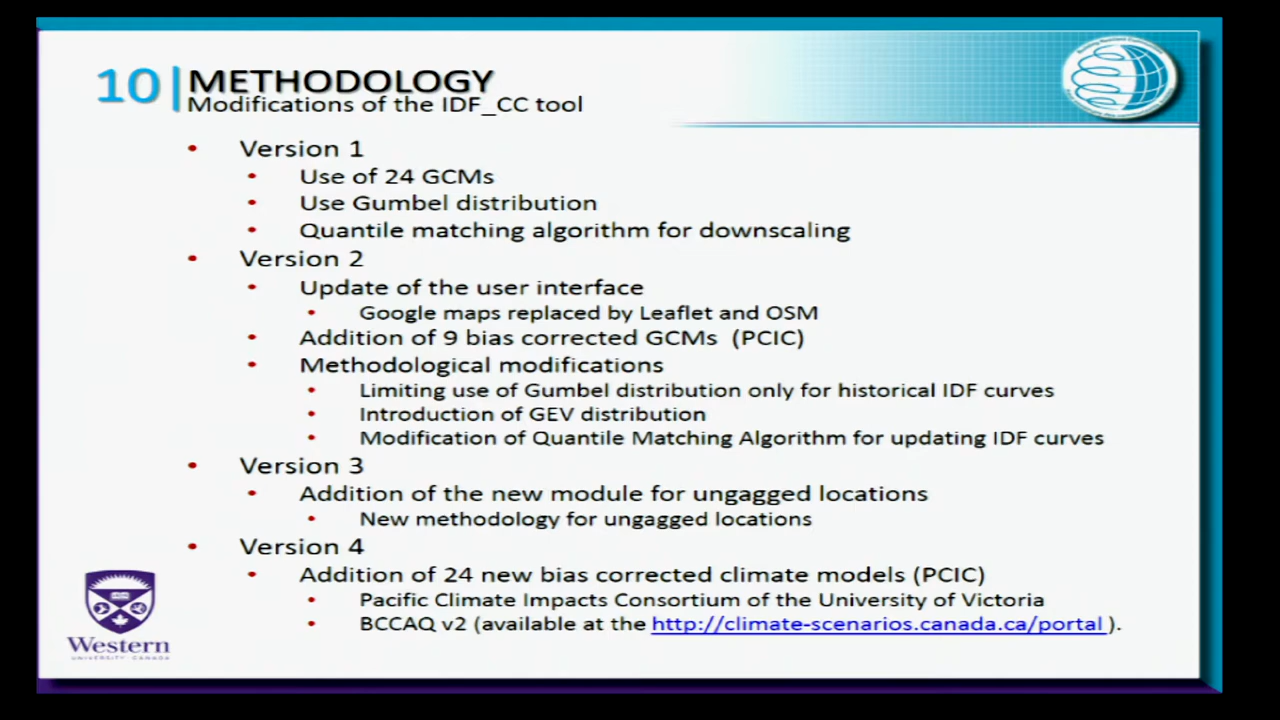 10
METHODOLOGY
Modifications of the IDF_CC tool
• Version 1
• Use of 24 GCMs
• Use Gumbel distribution
• Quantile matching algorithm for downscaling
• Version 2
• Update of the user interface
• Google maps replaced by Leaflet and OSM
• Addition of 9 bias corrected GCMs (PCIC)
• Methodological modifications
• Limiting use of Gumbel distribution only for historical IDF curves
• Introduction of GEV distribution
• Modification of Quantile Matching Algorithm for updating IDF curves
• Version 3
• Addition of the new module for ungagged locations
• New methodology for ungagged locations
• Version 4
• Addition of 24 new bias corrected climate models (PCIC)
• Pacific Climate Impacts Consortium of the University of Victoria
• BCCAQ v2 (available at the http://climate-scenarios.canada.ca/portal ).
Western
UNIVERSITY·CANADA